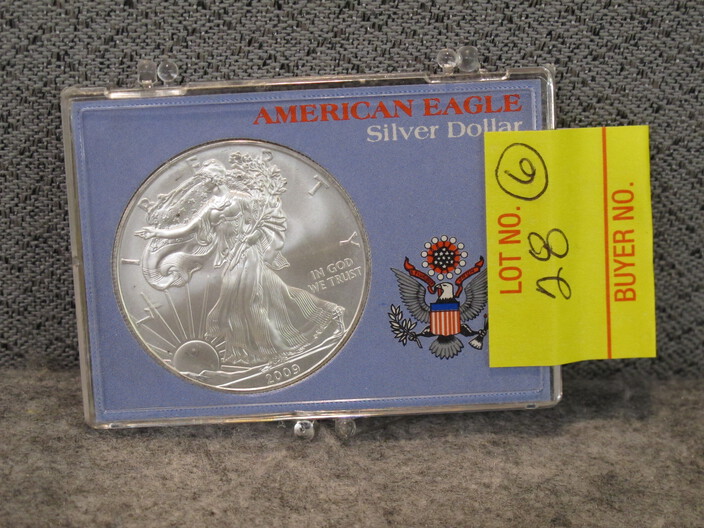 AMERICAN EAGLE
Silver Dollar
LIBERTY
IN GOD
WE TRUST
2009
LOT NO. 6
28
BUYER NO.